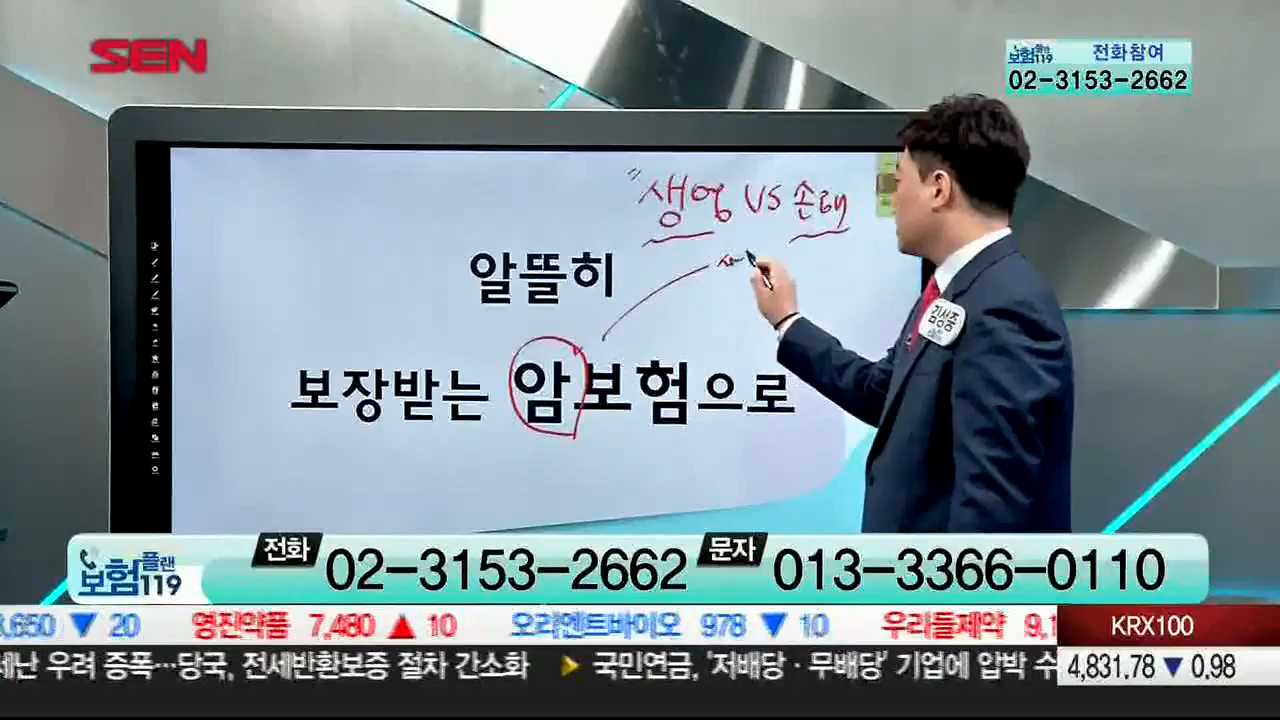 SEN
보험플랜119 전화참여
02-3153-2662
"생명 VS 손해
알뜰히
보장받는 암보험으로
전화 02-3153-2662 문자 013-3366-0110
보험플랜119
3,650 ▼ 20 영진약품 7,480 ▲ 10 오리엔트바이오 978 ▼ 10 우리들제약 9,1
KRX100
세난 우려 증폭…당국, 전세반환보증 절차 간소화 ▶ 국민연금, '저배당·무배당' 기업에 압박 수
4,831.78 ▼ 0.98